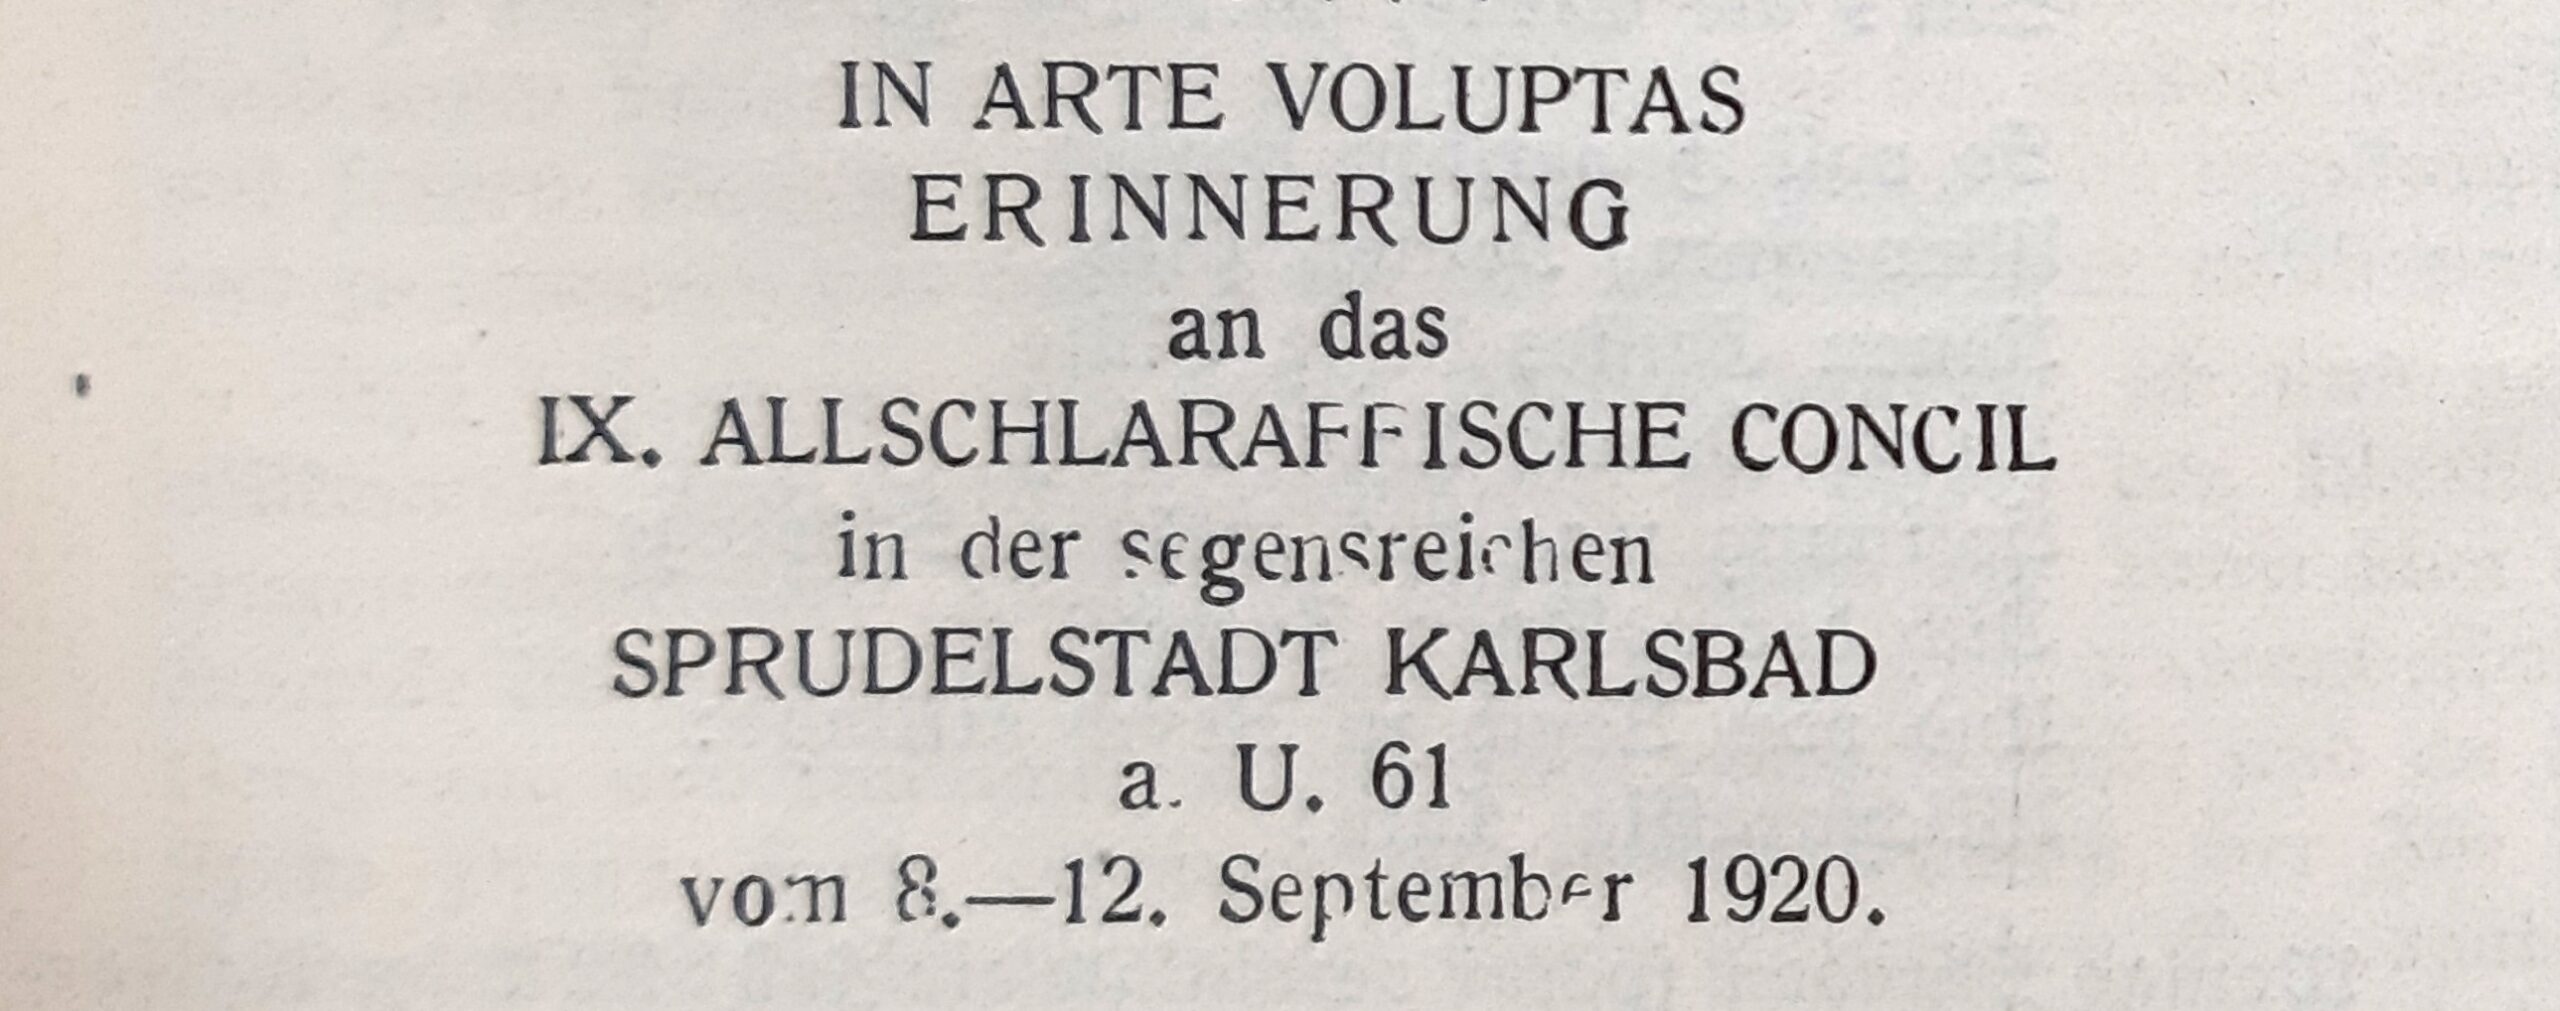 IN ARTE VOLUPTAS
ERINNERUNG
an das
IX. ALLSCHLARAFFISCHE CONCIL
in der segensreichen
SPRUDELSTADT KARLSBAD
a. U. 61
vom 8.—12. September 1920.